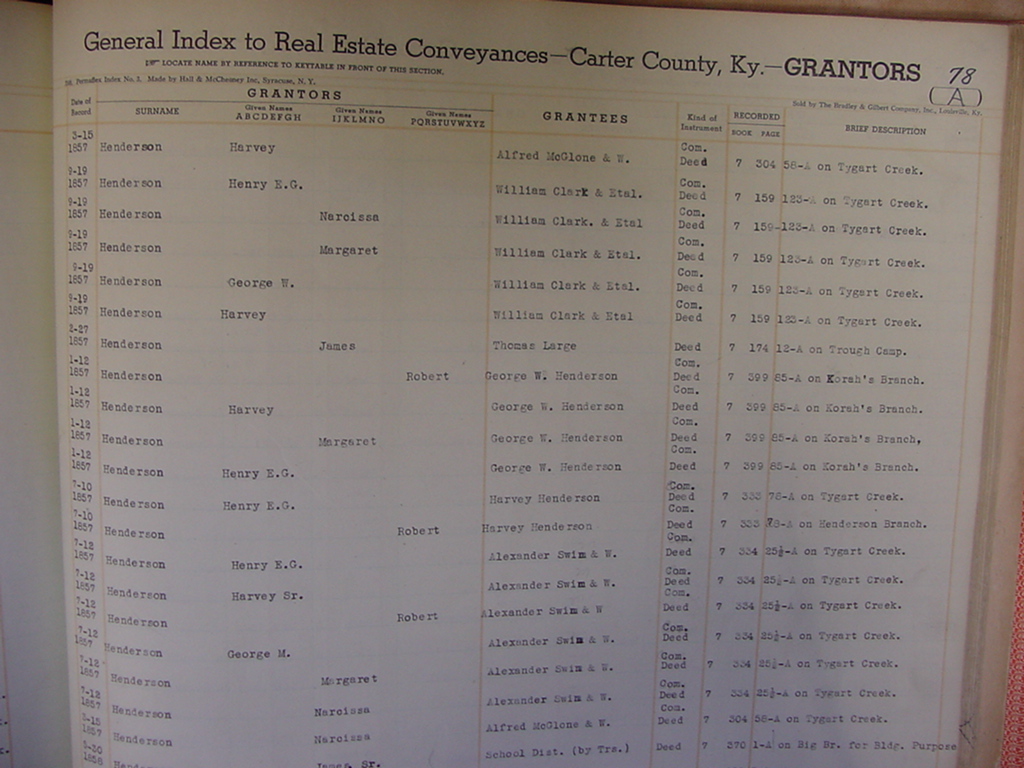 General Index to Real Estate Conveyances—Carter County, Ky.—GRANTORS 78
(A)
LOCATE NAME BY REFERENCE TO KEYTABLE IN FRONT OF THIS SECTION.
Permaflex Index No. 3. Made by Hall & McChesney Inc, Syracuse, N. Y.
Sold by The Bradley & Gilbert Company, Inc., Louisville, Ky.
GRANTORS
Date of Record SURNAME Given Names ABCDEFGH Given Names IJKLMNO Given Names PQRSTUVWXYZ GRANTEES Kind of Instrument RECORDED BOOK PAGE BRIEF DESCRIPTION
3-15 1857 Henderson Harvey Alfred McGlone & W. Com. Deed 7 304 58-A on Tygart Creek.
9-19 1857 Henderson Henry E.G. William Clark & Etal. Com. Deed 7 159 123-A on Tygart Creek.
9-19 1857 Henderson Narcissa William Clark. & Etal Com. Deed 7 159-123-A on Tygart Creek.
9-19 1857 Henderson Margaret William Clark & Etal. Com. Deed 7 159 123-A on Tygart Creek.
9-19 1857 Henderson George W. William Clark & Etal. Com. Deed 7 159 123-A on Tygart Creek.
9-19 1857 Henderson Harvey William Clark & Etal Com. Deed 7 159 123-A on Tygart Creek.
2-27 1857 Henderson James Thomas Large Deed 7 174 12-A on Trough Camp.
1-12 1857 Henderson Robert George W. Henderson Com. Deed 7 399 85-A on Korah's Branch.
1-12 1857 Henderson Harvey George W. Henderson Com. Deed 7 399 85-A on Korah's Branch.
1-12 1857 Henderson Margaret George W. Henderson Com. Deed 7 399 85-A on Korah's Branch,
1-12 1857 Henderson Henry E.G. George W. Henderson Com. Deed 7 399 85-A on Korah's Branch.
7-10 1857 Henderson Henry E.G. Harvey Henderson Com. Deed 7 333 78-A on Tygart Creek.
7-10 1857 Henderson Robert Harvey Henderson Com. Deed 7 333 78-A on Henderson Branch.
7-12 1857 Henderson Henry E.G. Alexander Swim & W. Com. Deed 7 334 25½-A on Tygart Creek.
7-12 1857 Henderson Harvey Sr. Alexander Swim & W. Com. Deed 7 334 25½-A on Tygart Creek.
7-12 1857 Henderson Robert Alexander Swim & W Com. Deed 7 334 25½-A on Tygart Creek.
7-12 1857 Henderson George M. Alexander Swim & W. Com. Deed 7 334 25½-A on Tygart Creek.
7-12 1857 Henderson Margaret Alexander Swim & W. Com. Deed 7 334 25½-A on Tygart Creek.
7-12 1857 Henderson Narcissa Alexander Swim & W. Com. Deed 7 334 25½-A on Tygart Creek.
3-15 1857 Henderson Narcissa Alfred McGlone & W. Com. Deed 7 304 58-A on Tygart Creek.
9-30 1858 Henderson James Sr. School Dist. (by Trs.) Deed 7 370 1-A on Big Br. for Bldg. Purpose